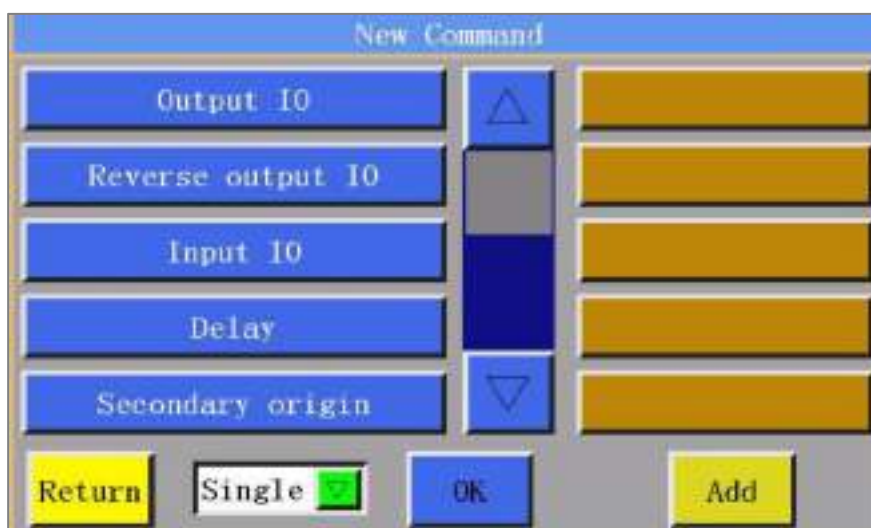 New Command
Output IO
Reverse output IO
Input IO
Delay
Secondary origin
Return
Single
OK
Add